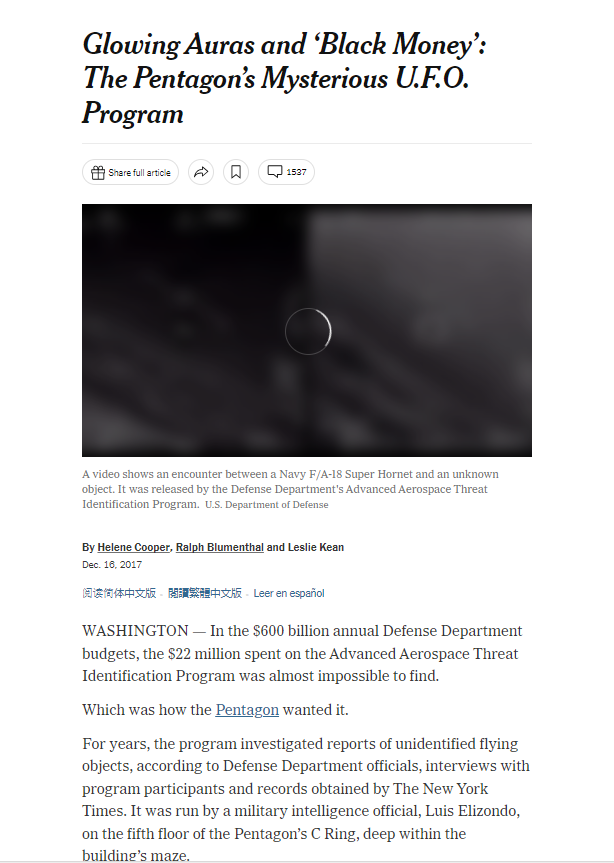 Glowing Auras and ‘Black Money’:
The Pentagon’s Mysterious U.F.O.
Program
Share full article
1537
A video shows an encounter between a Navy F/A-18 Super Hornet and an unknown
object. It was released by the Defense Department's Advanced Aerospace Threat
Identification Program. U.S. Department of Defense
By Helene Cooper, Ralph Blumenthal and Leslie Kean
Dec. 16, 2017
阅读简体中文版 · 閱讀繁體中文版 · Leer en español
WASHINGTON — In the $600 billion annual Defense Department
budgets, the $22 million spent on the Advanced Aerospace Threat
Identification Program was almost impossible to find.
Which was how the Pentagon wanted it.
For years, the program investigated reports of unidentified flying
objects, according to Defense Department officials, interviews with
program participants and records obtained by The New York
Times. It was run by a military intelligence official, Luis Elizondo,
on the fifth floor of the Pentagon’s C Ring, deep within the
building’s maze.